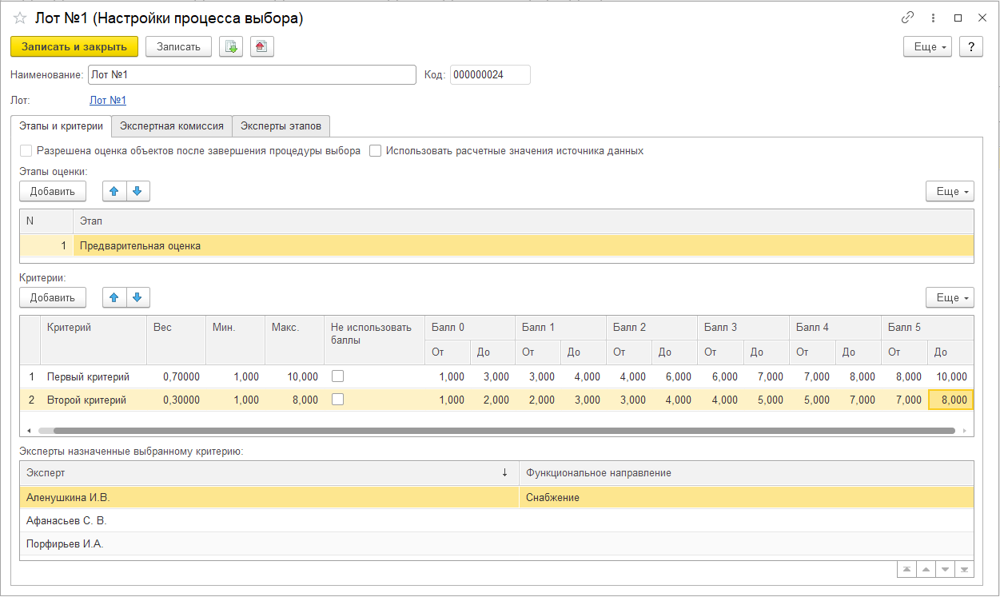 Лот №1 (Настройки процесса выбора)
Записать и закрыть Записать Еще ?
Наименование: Лот №1 Код: 000000024
Лот: Лот №1
Этапы и критерии Экспертная комиссия Эксперты этапов
Разрешена оценка объектов после завершения процедуры выбора Использовать расчетные значения источника данных
Этапы оценки:
Добавить Еще
N Этап
1 Предварительная оценка
Критерии:
Добавить Еще
Критерий Вес Мин. Макс. Не использовать баллы Балл 0 Балл 1 Балл 2 Балл 3 Балл 4 Балл 5
От До От До От До От До От До От До
1 Первый критерий 0,70000 1,000 10,000 1,000 3,000 3,000 4,000 4,000 6,000 6,000 7,000 7,000 8,000 8,000 10,000
2 Второй критерий 0,30000 1,000 8,000 1,000 2,000 2,000 3,000 3,000 4,000 4,000 5,000 5,000 7,000 7,000 8,000
Эксперты назначенные выбранному критерию:
Эксперт ↓ Функциональное направление
Аленушкина И.В. Снабжение
Афанасьев С. В.
Порфирьев И.А.